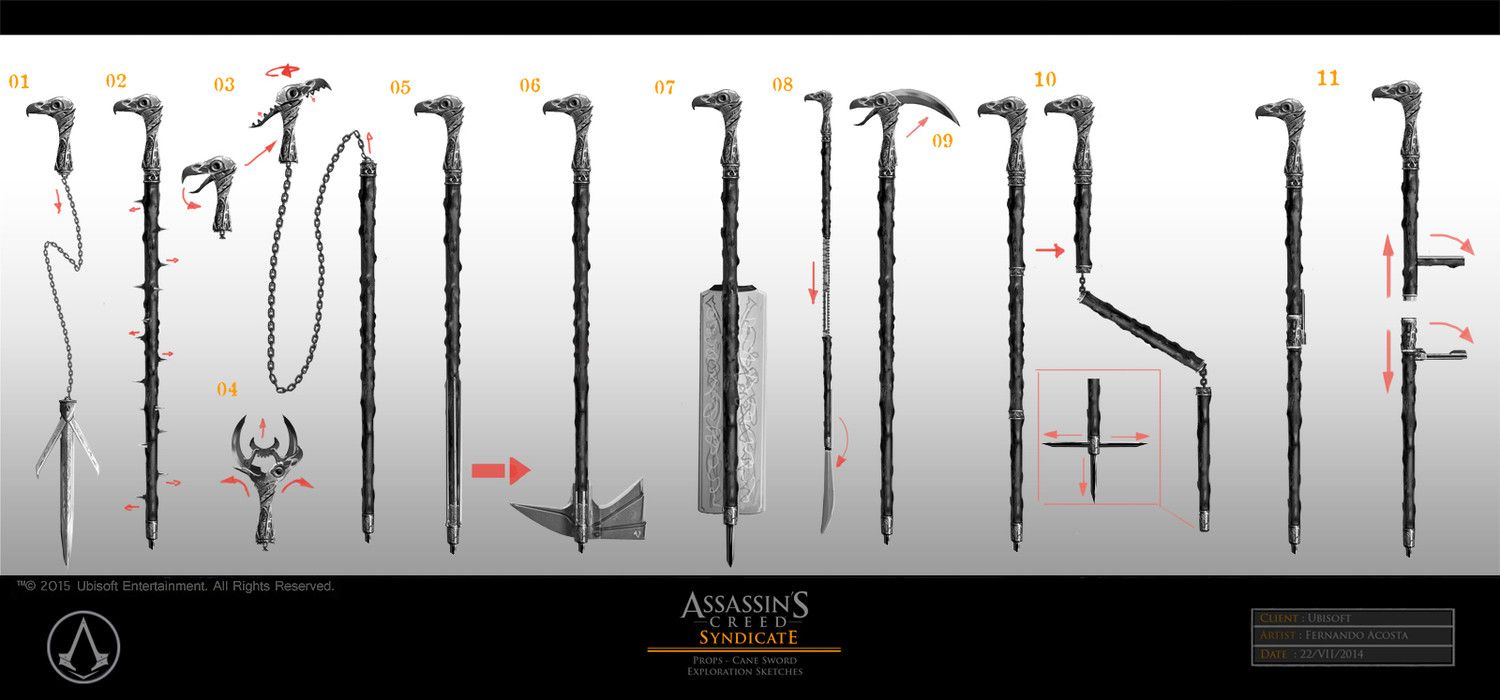 01
02
03
04
05
06
07
08
09
10
11
™© 2015 Ubisoft Entertainment. All Rights Reserved.
ASSASSIN'S
CREED
SYNDICATE
PROPS - CANE SWORD
EXPLORATION SKETCHES
CLIENT : UBISOFT
ARTIST : FERNANDO ACOSTA
DATE : 22/VII/2014